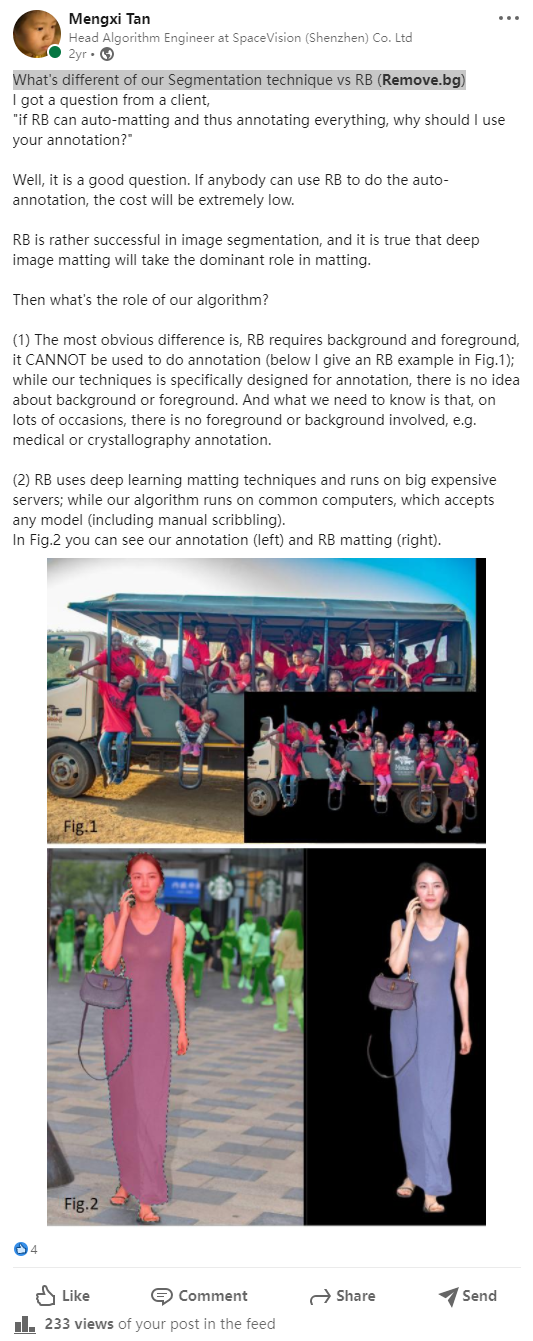 Mengxi Tan
Head Algorithm Engineer at SpaceVision (Shenzhen) Co. Ltd
2yr •
What's different of our Segmentation technique vs RB (Remove.bg)
I got a question from a client,
"if RB can auto-matting and thus annotating everything, why should I use
your annotation?"
Well, it is a good question. If anybody can use RB to do the auto-
annotation, the cost will be extremely low.
RB is rather successful in image segmentation, and it is true that deep
image matting will take the dominant role in matting.
Then what's the role of our algorithm?
(1) The most obvious difference is, RB requires background and foreground,
it CANNOT be used to do annotation (below I give an RB example in Fig.1);
while our techniques is specifically designed for annotation, there is no idea
about background or foreground. And what we need to know is that, on
lots of occasions, there is no foreground or background involved, e.g.
medical or crystallography annotation.
(2) RB uses deep learning matting techniques and runs on big expensive
servers; while our algorithm runs on common computers, which accepts
any model (including manual scribbling).
In Fig.2 you can see our annotation (left) and RB matting (right).
Fig.1
Fig.2
4
Like
Comment
Share
Send
233 views of your post in the feed